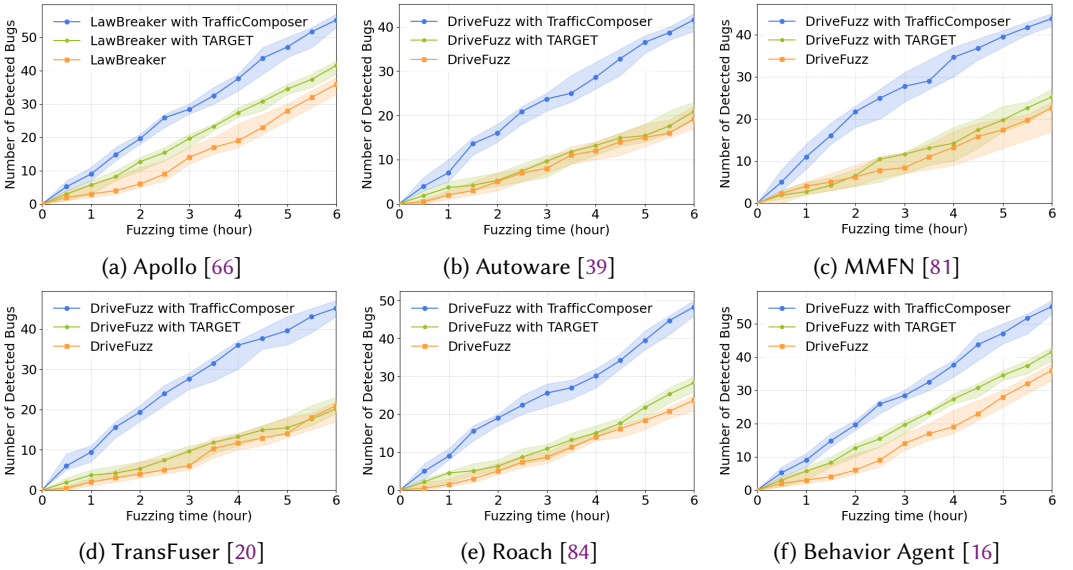 Number of Detected Bugs
50
40
30
20
10
0
LawBreaker with TrafficComposer
LawBreaker with TARGET
LawBreaker
0 1 2 3 4 5 6
Fuzzing time (hour)
(a) Apollo [66]
Number of Detected Bugs
40
30
20
10
0
DriveFuzz with TrafficComposer
DriveFuzz with TARGET
DriveFuzz
0 1 2 3 4 5 6
Fuzzing time (hour)
(b) Autoware [39]
Number of Detected Bugs
40
30
20
10
0
DriveFuzz with TrafficComposer
DriveFuzz with TARGET
DriveFuzz
0 1 2 3 4 5 6
Fuzzing time (hour)
(c) MMFN [81]
Number of Detected Bugs
40
30
20
10
0
DriveFuzz with TrafficComposer
DriveFuzz with TARGET
DriveFuzz
0 1 2 3 4 5 6
Fuzzing time (hour)
(d) TransFuser [20]
Number of Detected Bugs
50
40
30
20
10
0
DriveFuzz with TrafficComposer
DriveFuzz with TARGET
DriveFuzz
0 1 2 3 4 5 6
Fuzzing time (hour)
(e) Roach [84]
Number of Detected Bugs
50
40
30
20
10
0
DriveFuzz with TrafficComposer
DriveFuzz with TARGET
DriveFuzz
0 1 2 3 4 5 6
Fuzzing time (hour)
(f) Behavior Agent [16]